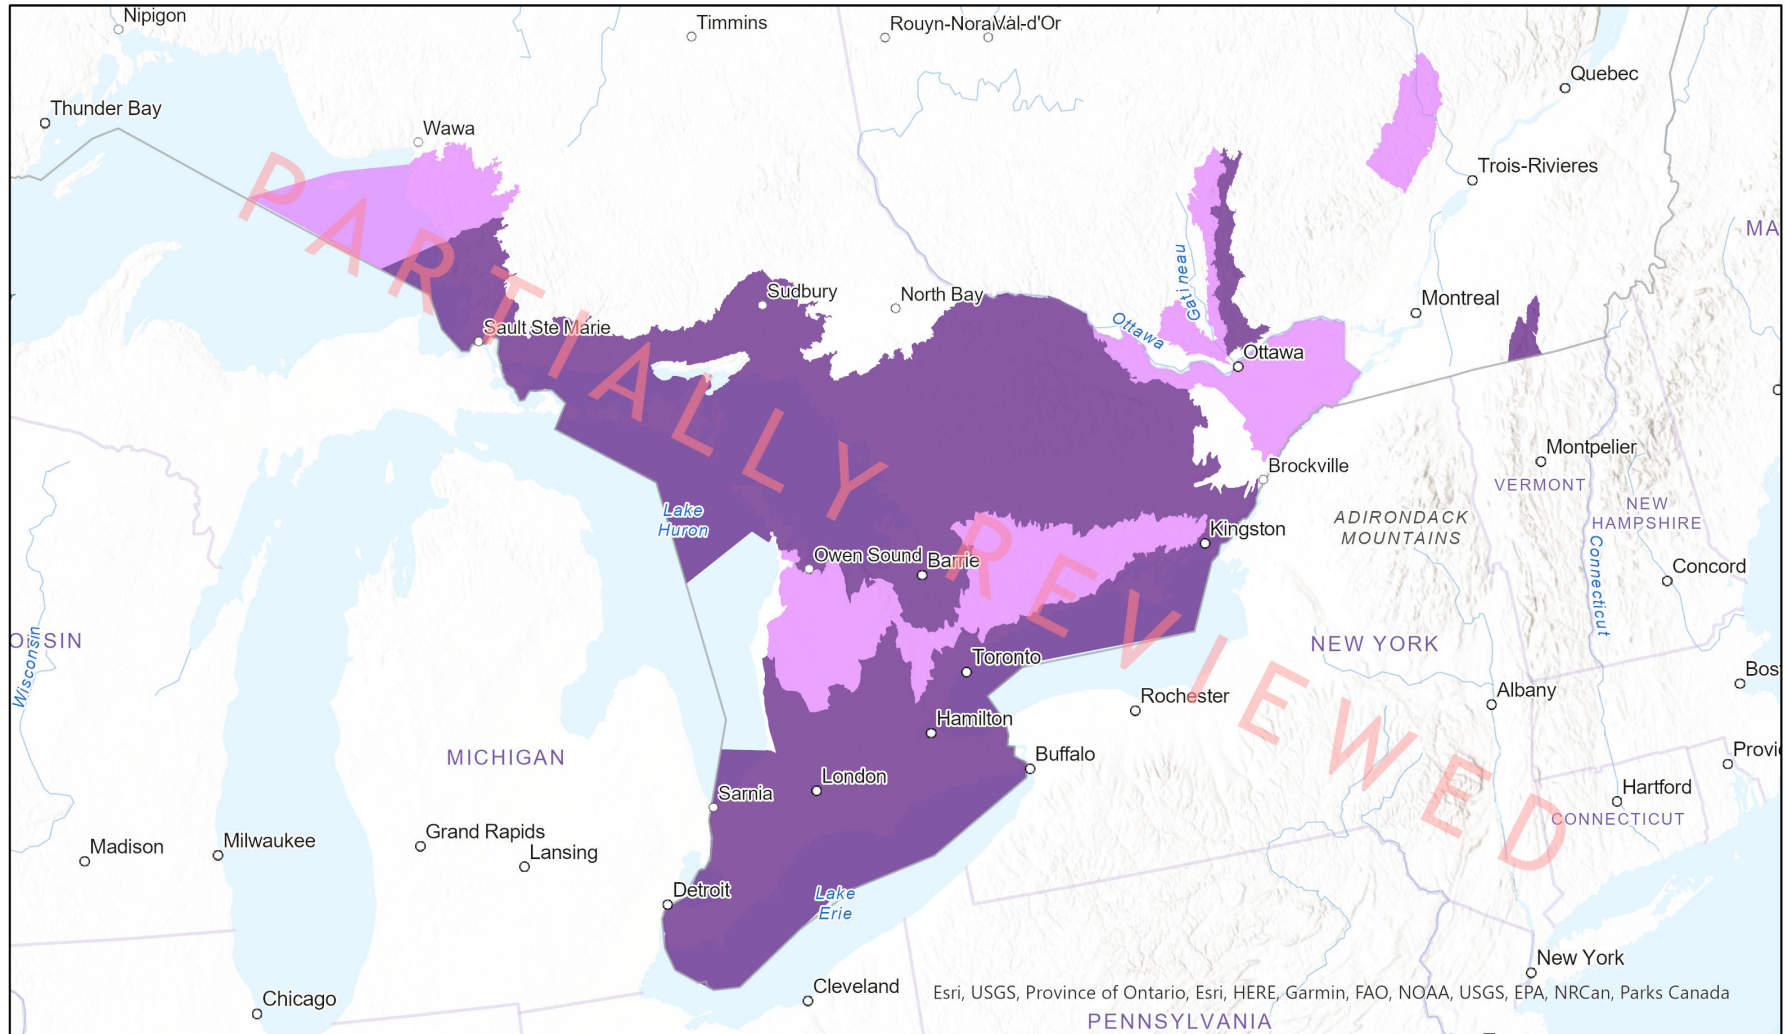 Nipigon
Timmins
Rouyn-Nora
Val-d'Or
Quebec
Thunder Bay
Wawa
Trois-Rivieres
MA
Gatineau
Sudbury
North Bay
Montreal
Ottawa
Sault Ste Marie
Ottawa
Montpelier
Brockville
VERMONT
NEW
HAMPSHIRE
Lake
Huron
ADIRONDACK
MOUNTAINS
Kingston
Owen Sound
Barrie
Connecticut
Concord
Wisconsin
NEW YORK
Toronto
Bos
Rochester
Albany
Hamilton
MICHIGAN
Buffalo
Provi
London
Sarnia
Hartford
CONNECTICUT
Grand Rapids
Milwaukee
Madison
Lansing
Detroit
Lake
Erie
New York
Cleveland
Chicago
Esri, USGS, Province of Ontario, Esri, HERE, Garmin, FAO, NOAA, USGS, EPA, NRCan, Parks Canada
PENNSYLVANIA
PARTIALLY REVIEWED